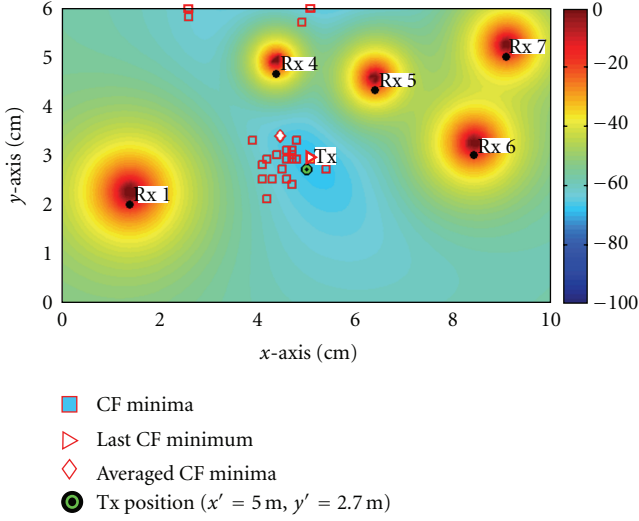 6
5
4
3
2
1
0
y-axis (cm)
Rx 1
Rx 4
Rx 5
Rx 7
Rx 6
Tx
0
2
4
6
8
10
x-axis (cm)
0
−20
−40
−60
−80
−100
CF minima
Last CF minimum
Averaged CF minima
Tx position (x′ = 5 m, y′ = 2.7 m)